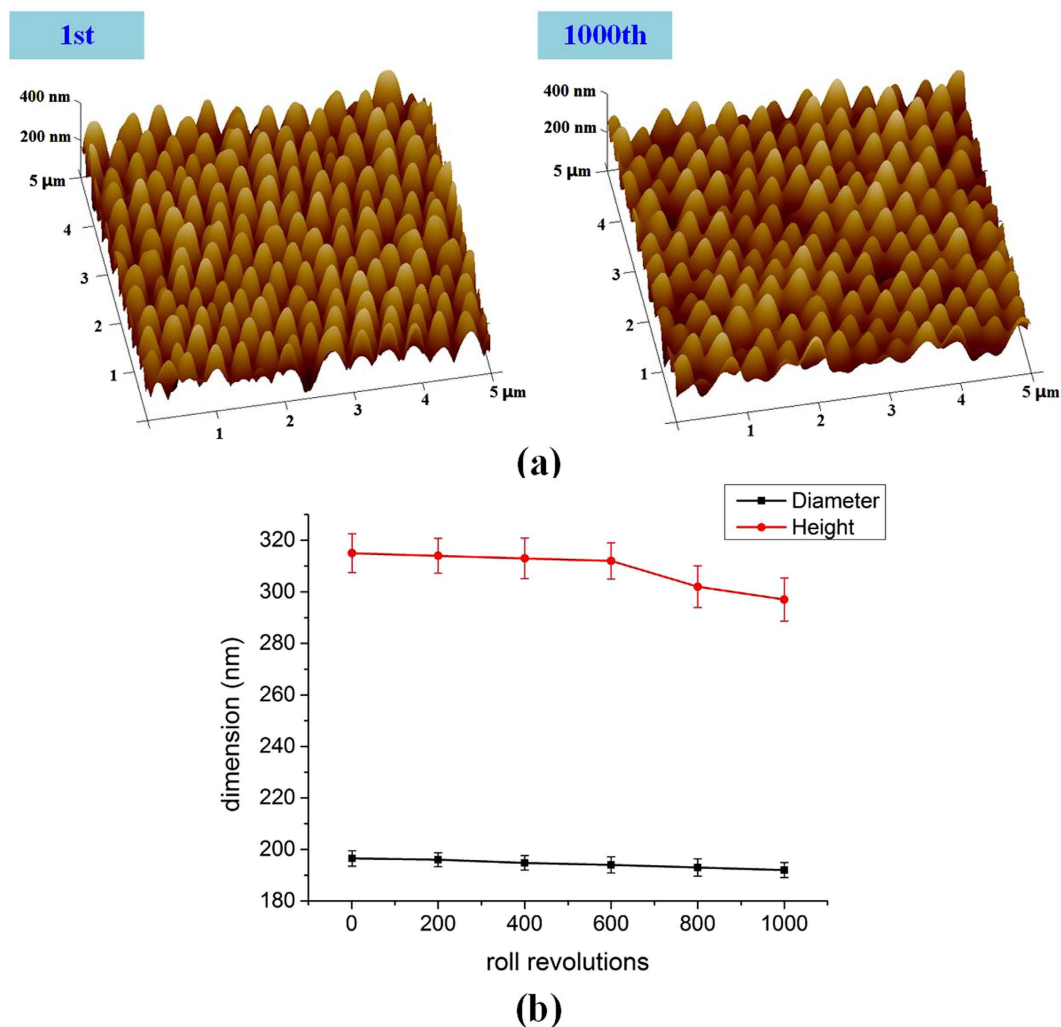 1st
1000th
400 nm
200 nm
5 μm
4
3
2
1
1
2
3
4
5 μm
400 nm
200 nm
5 μm
4
3
2
1
1
2
3
4
5 μm
(a)
Diameter
Height
320
300
280
260
240
220
200
180
dimension (nm)
0 200 400 600 800 1000
roll revolutions
(b)